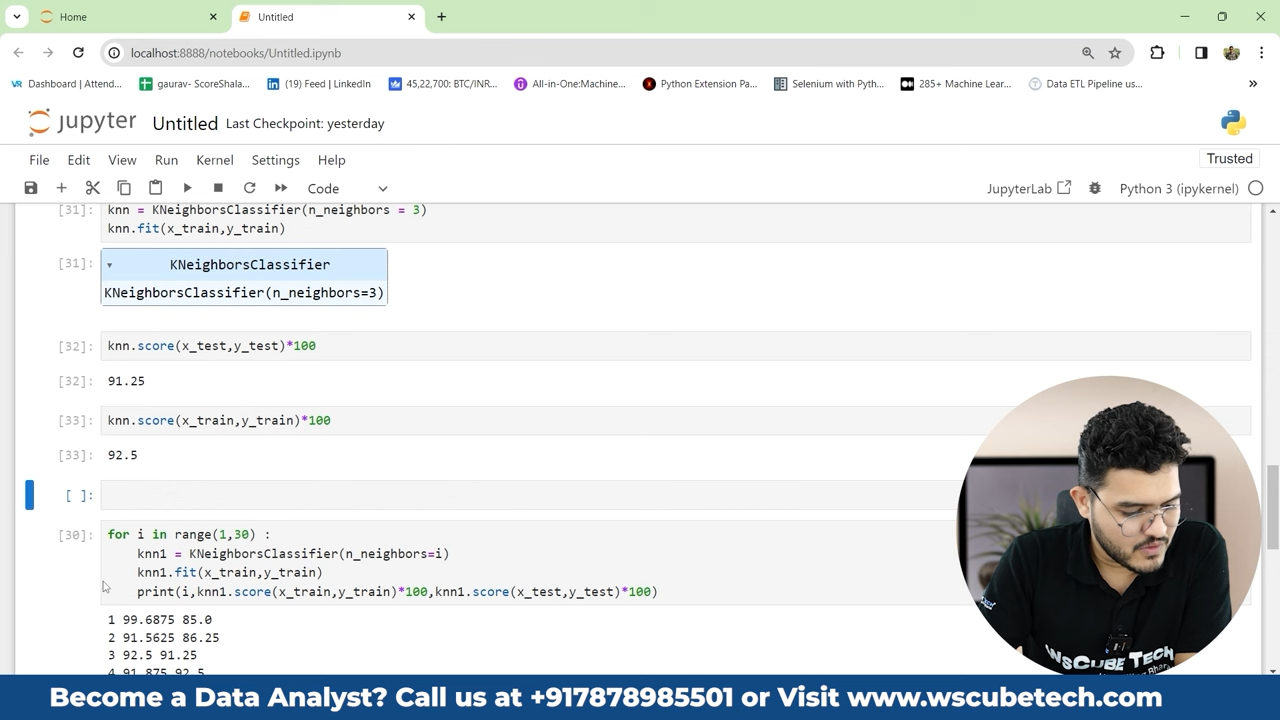 Home
Untitled
localhost:8888/notebooks/Untitled.ipynb
Dashboard | Attend...
gaurav- ScoreShala...
(19) Feed | LinkedIn
45,22,700: BTC/INR...
All-in-One:Machine...
Python Extension Pa...
Selenium with Pyth...
285+ Machine Lear...
Data ETL Pipeline us...
jupyter Untitled Last Checkpoint: yesterday
File Edit View Run Kernel Settings Help
Trusted
Code
JupyterLab
Python 3 (ipykernel)
[31]: knn = KNeighborsClassifier(n_neighbors = 3)
knn.fit(x_train,y_train)
[31]: KNeighborsClassifier
KNeighborsClassifier(n_neighbors=3)
[32]: knn.score(x_test,y_test)*100
[32]: 91.25
[33]: knn.score(x_train,y_train)*100
[33]: 92.5
[ ]:
[30]: for i in range(1,30) :
knn1 = KNeighborsClassifier(n_neighbors=i)
knn1.fit(x_train,y_train)
print(i,knn1.score(x_train,y_train)*100,knn1.score(x_test,y_test)*100)
1 99.6875 85.0
2 91.5625 86.25
3 92.5 91.25
4 91.875 92.5
WSCUBE TECH
Become a Data Analyst? Call us at +917878985501 or Visit www.wscubetech.com